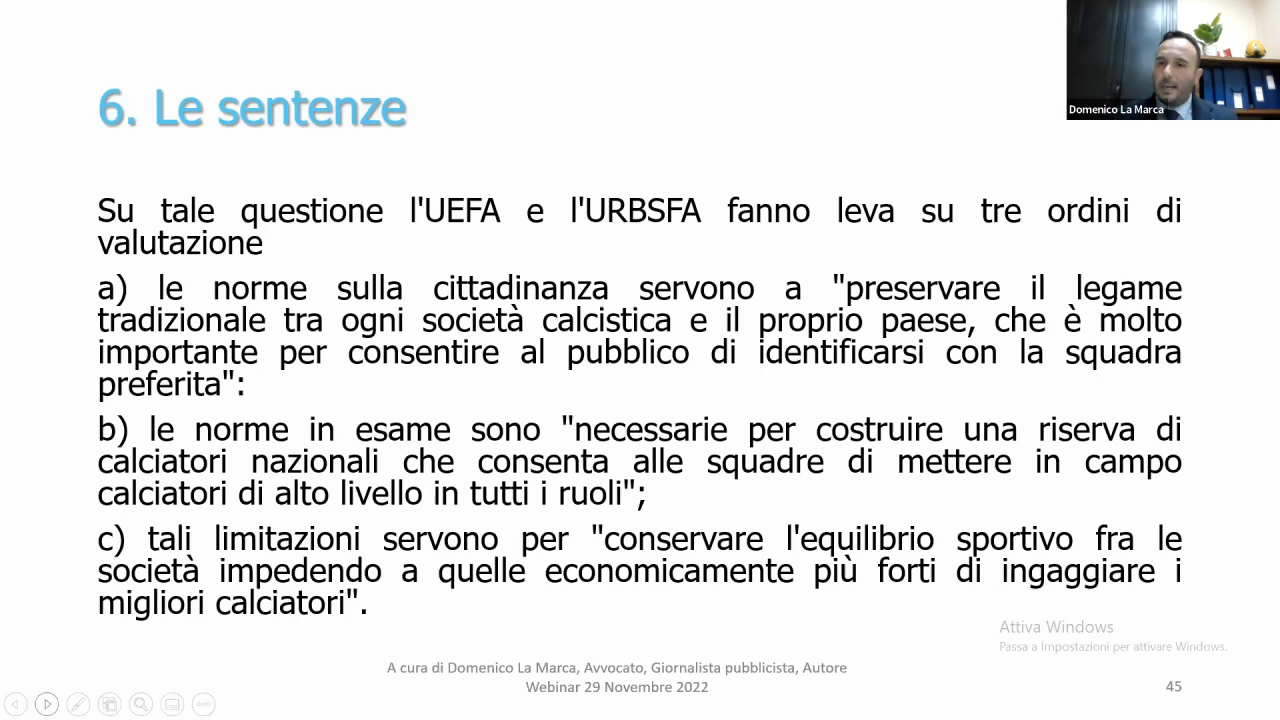 Domenico La Marca
6. Le sentenze
Su tale questione l'UEFA e l'URBSFA fanno leva su tre ordini di
valutazione
a) le norme sulla cittadinanza servono a "preservare il legame
tradizionale tra ogni società calcistica e il proprio paese, che è molto
importante per consentire al pubblico di identificarsi con la squadra
preferita":
b) le norme in esame sono "necessarie per costruire una riserva di
calciatori nazionali che consenta alle squadre di mettere in campo
calciatori di alto livello in tutti i ruoli";
c) tali limitazioni servono per "conservare l'equilibrio sportivo fra le
società impedendo a quelle economicamente più forti di ingaggiare i
migliori calciatori".
Attiva Windows
Passa a Impostazioni per attivare Windows.
A cura di Domenico La Marca, Avvocato, Giornalista pubblicista, Autore
Webinar 29 Novembre 2022
45